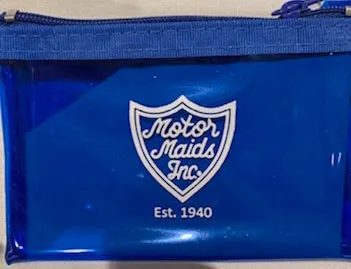 Motor
Maids
Inc.
Est. 1940